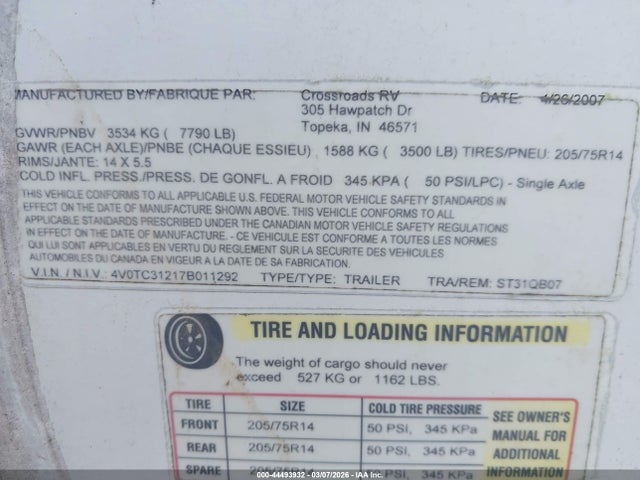 MANUFACTURED BY/FABRIQUE PAR: Crossroads RV DATE: 4/26/2007
305 Hawpatch Dr
Topeka, IN 46571
GVWR/PNBV 3534 KG ( 7790 LB)
GAWR (EACH AXLE)/PNBE (CHAQUE ESSIEU) 1588 KG ( 3500 LB) TIRES/PNEU: 205/75R14
RIMS/JANTE: 14 X 5.5
COLD INFL. PRESS./PRESS. DE GONFL. A FROID 345 KPA ( 50 PSI/LPC) - Single Axle
THIS VEHICLE CONFORMS TO ALL APPLICABLE U.S. FEDERAL MOTOR VEHICLE SAFETY STANDARDS IN
EFFECT ON THE DATE OF MANUFACTURE SHOWN ABOVE. THIS VEHICLE CONFORMS TO ALL
APPLICABLE STANDARDS PRESCRIBED UNDER THE CANADIAN MOTOR VEHICLE SAFETY REGULATIONS
IN EFFECT ON THE DATE OF MANUFACTURE. - CE VEHICULE EST CONFORME A TOUTES LES NORMES
QUI LUI SONT APPLICABLES EN VERTU DU REGLEMENT SUR LA SECURITE DES VEHICULES
AUTOMOBILES DU CANADA EN VIGUEUR A LA DATE DE SA FABRICATION.
V.I.N. / N.I.V.: 4V0TC31217B011292 TYPE/TYPE: TRAILER TRA/REM: ST31QB07
TIRE AND LOADING INFORMATION
The weight of cargo should never
exceed 527 KG or 1162 LBS.
TIRE SIZE COLD TIRE PRESSURE SEE OWNER'S
FRONT 205/75R14 50 PSI, 345 KPa MANUAL FOR
REAR 205/75R14 50 PSI, 345 KPa ADDITIONAL
SPARE 205/75R14 50 PSI, 345 KPa INFORMATION
000-44493932 - 03/07/2026 - IAA Holdings, LLC.